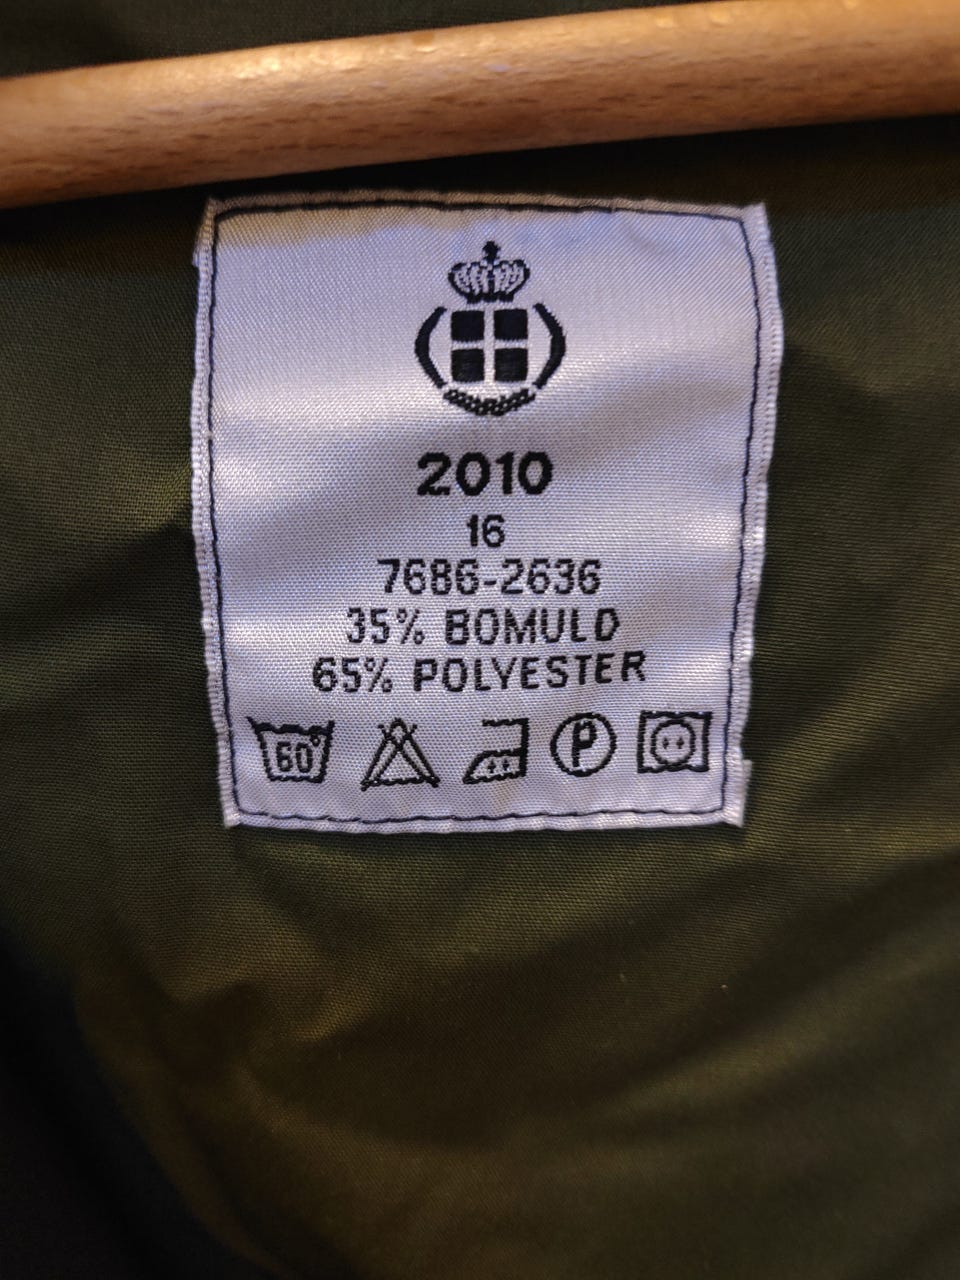 2010
16
7686-2636
35% BOMULD
65% POLYESTER
60°
P